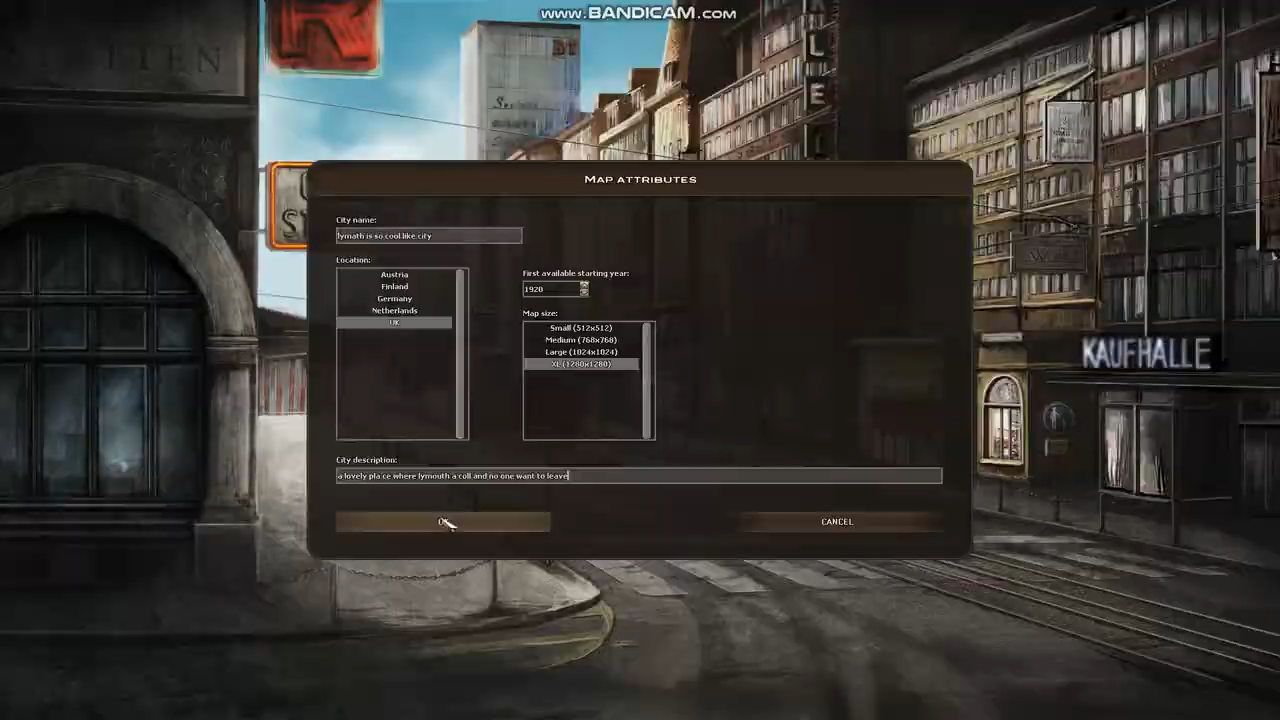 www.BANDICAM.com
MAP ATTRIBUTES
City name:
lymath is so cool like city
Location:
Austria
Finland
Germany
Netherlands
UK
First available starting year:
1920
Map size:
Small (512x512)
Medium (768x768)
Large (1024x1024)
XL (1280x1280)
City description:
a lovely pla ce where lymouth a coll and no one want to leave
OK
CANCEL
KAUFHALLE